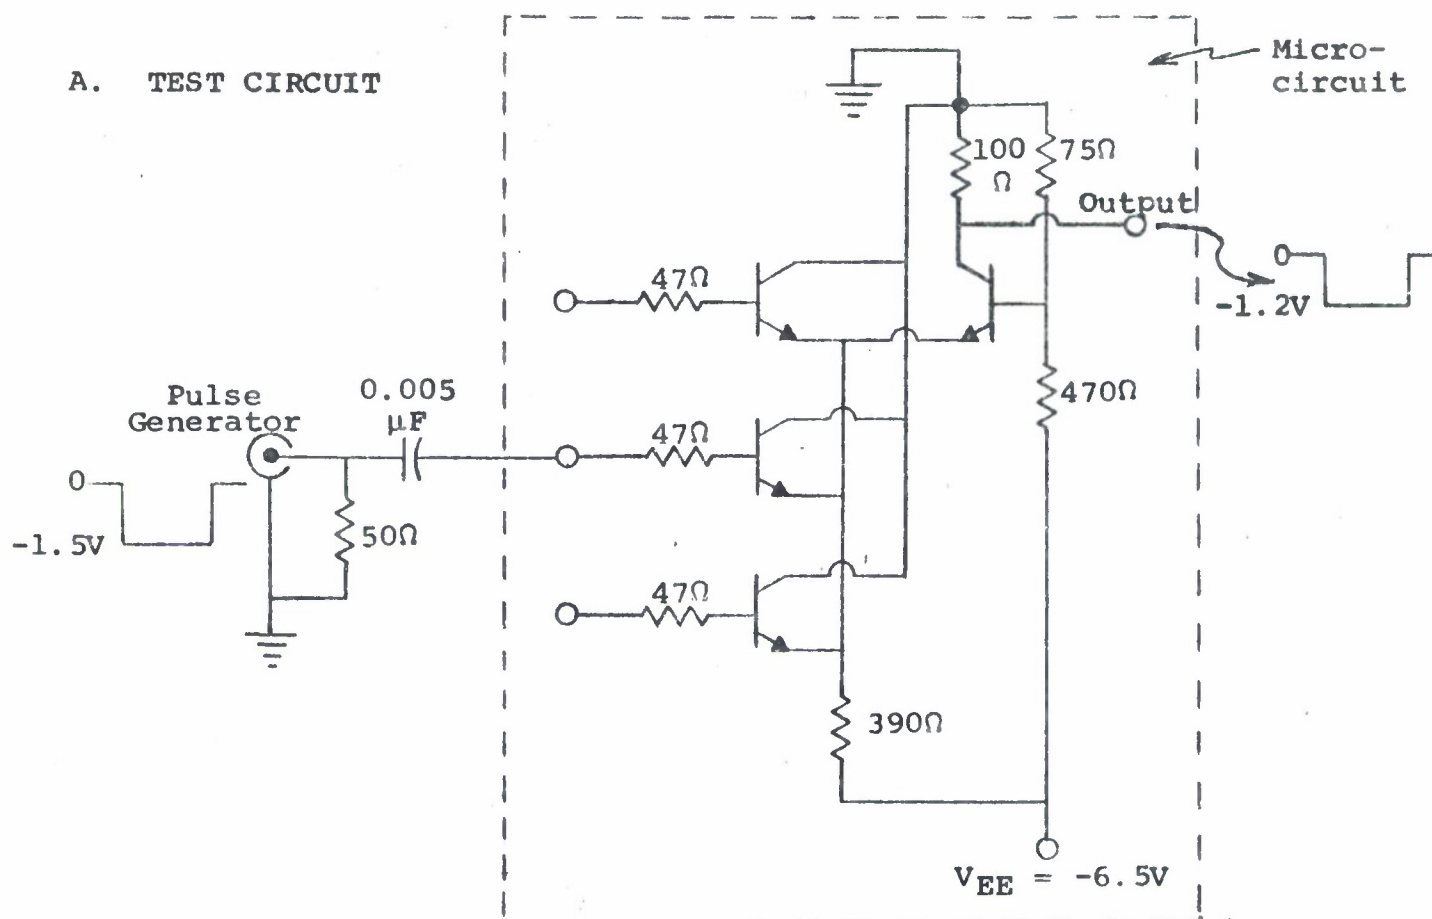 A. TEST CIRCUIT
Micro-
circuit
100
Ω
75Ω
Output
0
-1.2V
47Ω
470Ω
Pulse
Generator
0.005
μF
47Ω
0
-1.5V
50Ω
47Ω
390Ω
VEE = -6.5V